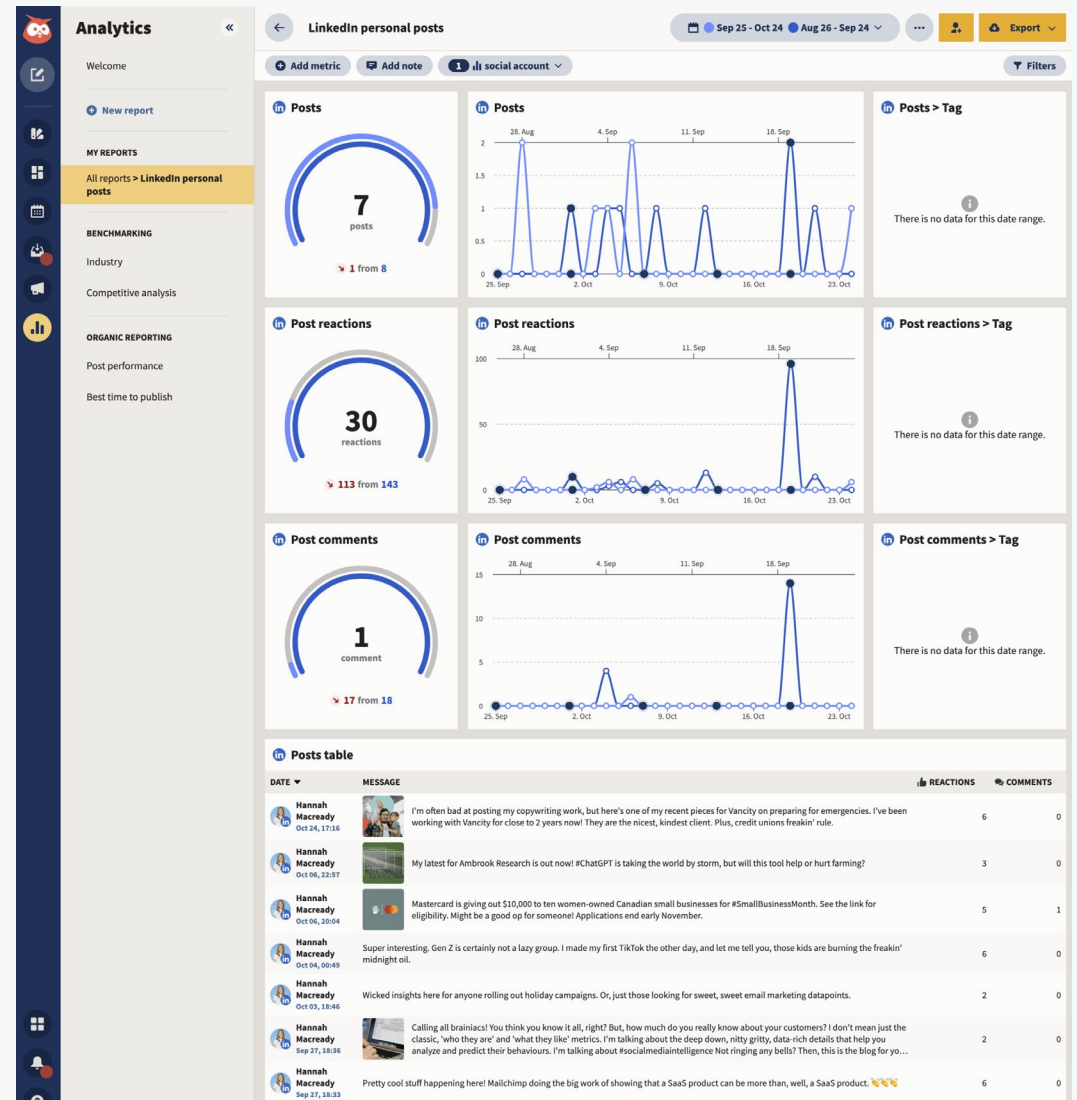 Analytics
«
Welcome
New report
MY REPORTS
All reports > LinkedIn personal
posts
BENCHMARKING
Industry
Competitive analysis
ORGANIC REPORTING
Post performance
Best time to publish
LinkedIn personal posts
Sep 25 - Oct 24 Aug 26 - Sep 24
Export
Add metric
Add note
1 social account
Filters
in Posts
7
posts
1 from 8
in Posts
28. Aug 4. Sep 11. Sep 18. Sep
2
1.5
1
0.5
0
25. Sep 2. Oct 9. Oct 16. Oct 23. Oct
in Posts > Tag
There is no data for this date range.
in Post reactions
30
reactions
113 from 143
in Post reactions
28. Aug 4. Sep 11. Sep 18. Sep
100
50
0
25. Sep 2. Oct 9. Oct 16. Oct 23. Oct
in Post reactions > Tag
There is no data for this date range.
in Post comments
1
comment
17 from 18
in Post comments
28. Aug 4. Sep 11. Sep 18. Sep
15
10
5
0
25. Sep 2. Oct 9. Oct 16. Oct 23. Oct
in Post comments > Tag
There is no data for this date range.
in Posts table
DATE MESSAGE REACTIONS COMMENTS
Hannah
Macready
Oct 24, 17:16
I'm often bad at posting my copywriting work, but here's one of my recent pieces for Vancity on preparing for emergencies. I've been
working with Vancity for close to 2 years now! They are the nicest, kindest client. Plus, credit unions freakin' rule.
6 0
Hannah
Macready
Oct 06, 22:57
My latest for Ambrook Research is out now! #ChatGPT is taking the world by storm, but will this tool help or hurt farming?
3 0
Hannah
Macready
Oct 06, 20:04
Mastercard is giving out $10,000 to ten women-owned Canadian small businesses for #SmallBusinessMonth. See the link for
eligibility. Might be a good op for someone! Applications end early November.
5 1
Hannah
Macready
Oct 04, 00:49
Super interesting. Gen Z is certainly not a lazy group. I made my first TikTok the other day, and let me tell you, those kids are burning the freakin'
midnight oil.
6 0
Hannah
Macready
Oct 03, 18:46
Wicked insights here for anyone rolling out holiday campaigns. Or, just those looking for sweet, sweet email marketing datapoints.
2 0
Hannah
Macready
Sep 27, 18:36
Calling all brainiacs! You think you know it all, right? But, how much do you really know about your customers? I don't mean just the
classic, 'who they are' and 'what they like' metrics. I'm talking about the deep down, nitty gritty, data-rich details that help you
analyze and predict their behaviours. I'm talking about #socialmediaintelligence Not ringing any bells? Then, this is the blog for yo...
2 0
Hannah
Macready
Sep 27, 18:33
Pretty cool stuff happening here! Mailchimp doing the big work of showing that a SaaS product can be more than, well, a SaaS product. 👏👏👏
6 0